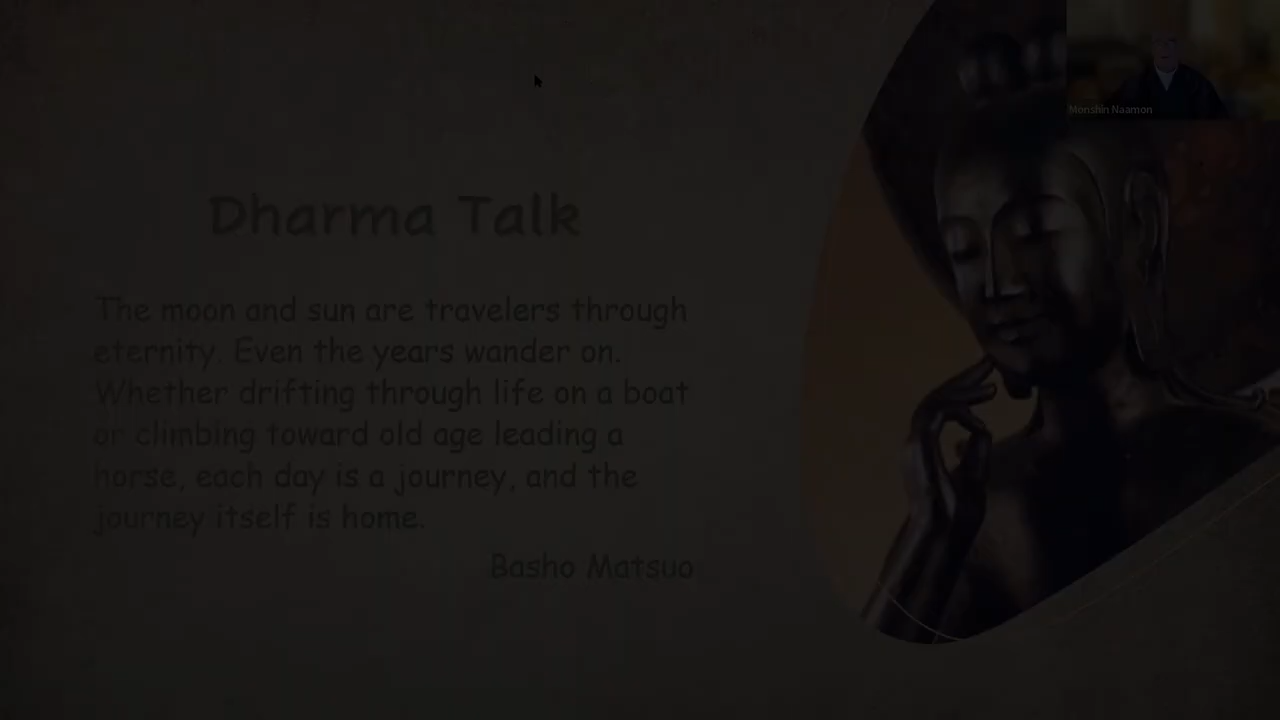 Monshin Naamon
Dharma Talk
The moon and sun are travelers through
eternity. Even the years wander on.
Whether drifting through life on a boat
or climbing toward old age leading a
horse, each day is a journey, and the
journey itself is home.
Basho Matsuo